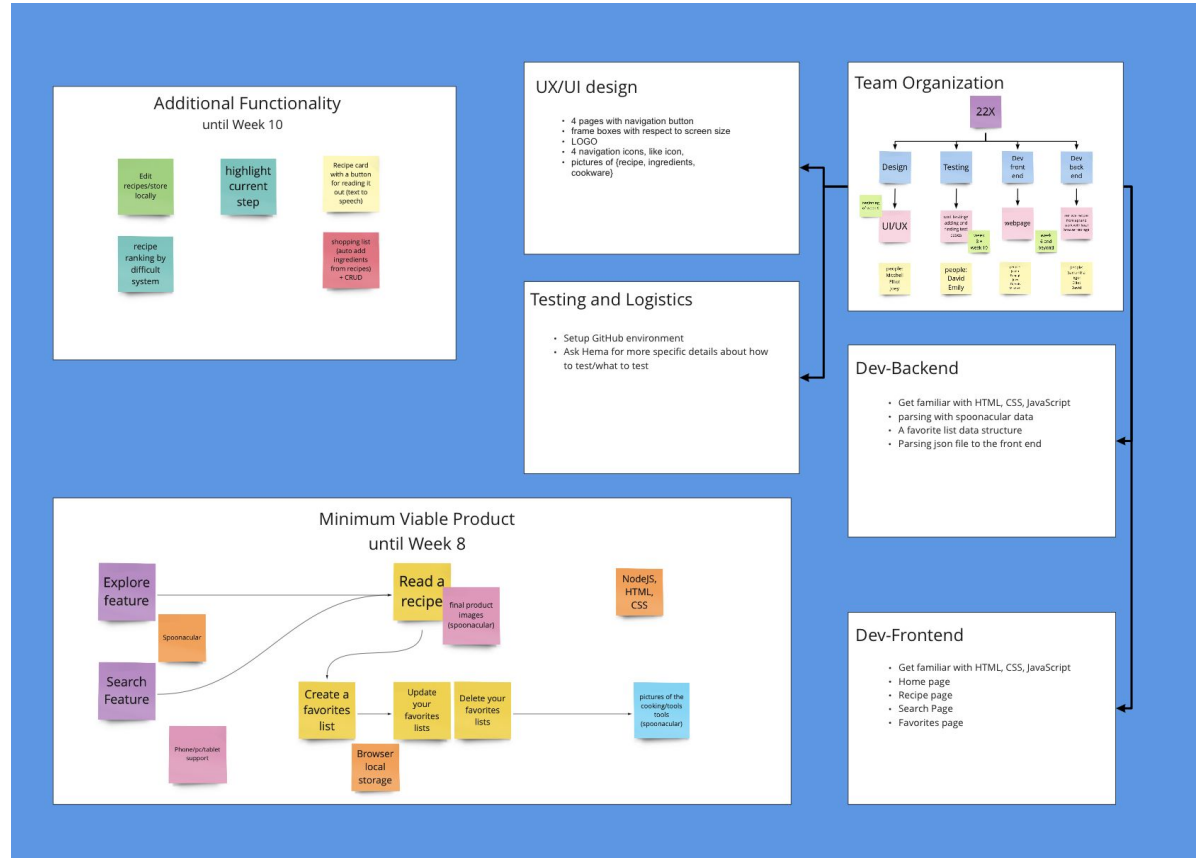 Additional Functionality
until Week 10
Edit
recipes/store
locally
highlight
current
step
Recipe card
with a button
for reading it
out (text to
speech)
recipe
ranking by
difficult
system
shopping list
(auto add
ingredients
from recipes)
+ CRUD
UX/UI design
• 4 pages with navigation button
• frame boxes with respect to screen size
• LOGO
• 4 navigation icons, like icon,
• pictures of {recipe, ingredients,
cookware}
Team Organization
22X
Design
Testing
Dev
front
end
Dev
back
end
UI/UX
adding and
webpage
week
people:
people:
David
Emily
Testing and Logistics
• Setup GitHub environment
• Ask Hema for more specific details about how
to test/what to test
Dev-Backend
• Get familiar with HTML, CSS, JavaScript
• parsing with spoonacular data
• A favorite list data structure
• Parsing json file to the front end
Minimum Viable Product
until Week 8
Explore
feature
Spoonacular
Search
Feature
Phone/pc/tablet
support
Read a
recipe
final product
images
(spoonacular)
Create a
favorites
list
Update
your
favorites
lists
Delete your
favorites
lists
Browser
local
storage
NodeJS,
HTML,
CSS
pictures of the
cooking/tools
tools
(spoonacular)
Dev-Frontend
• Get familiar with HTML, CSS, JavaScript
• Home page
• Recipe page
• Search Page
• Favorites page